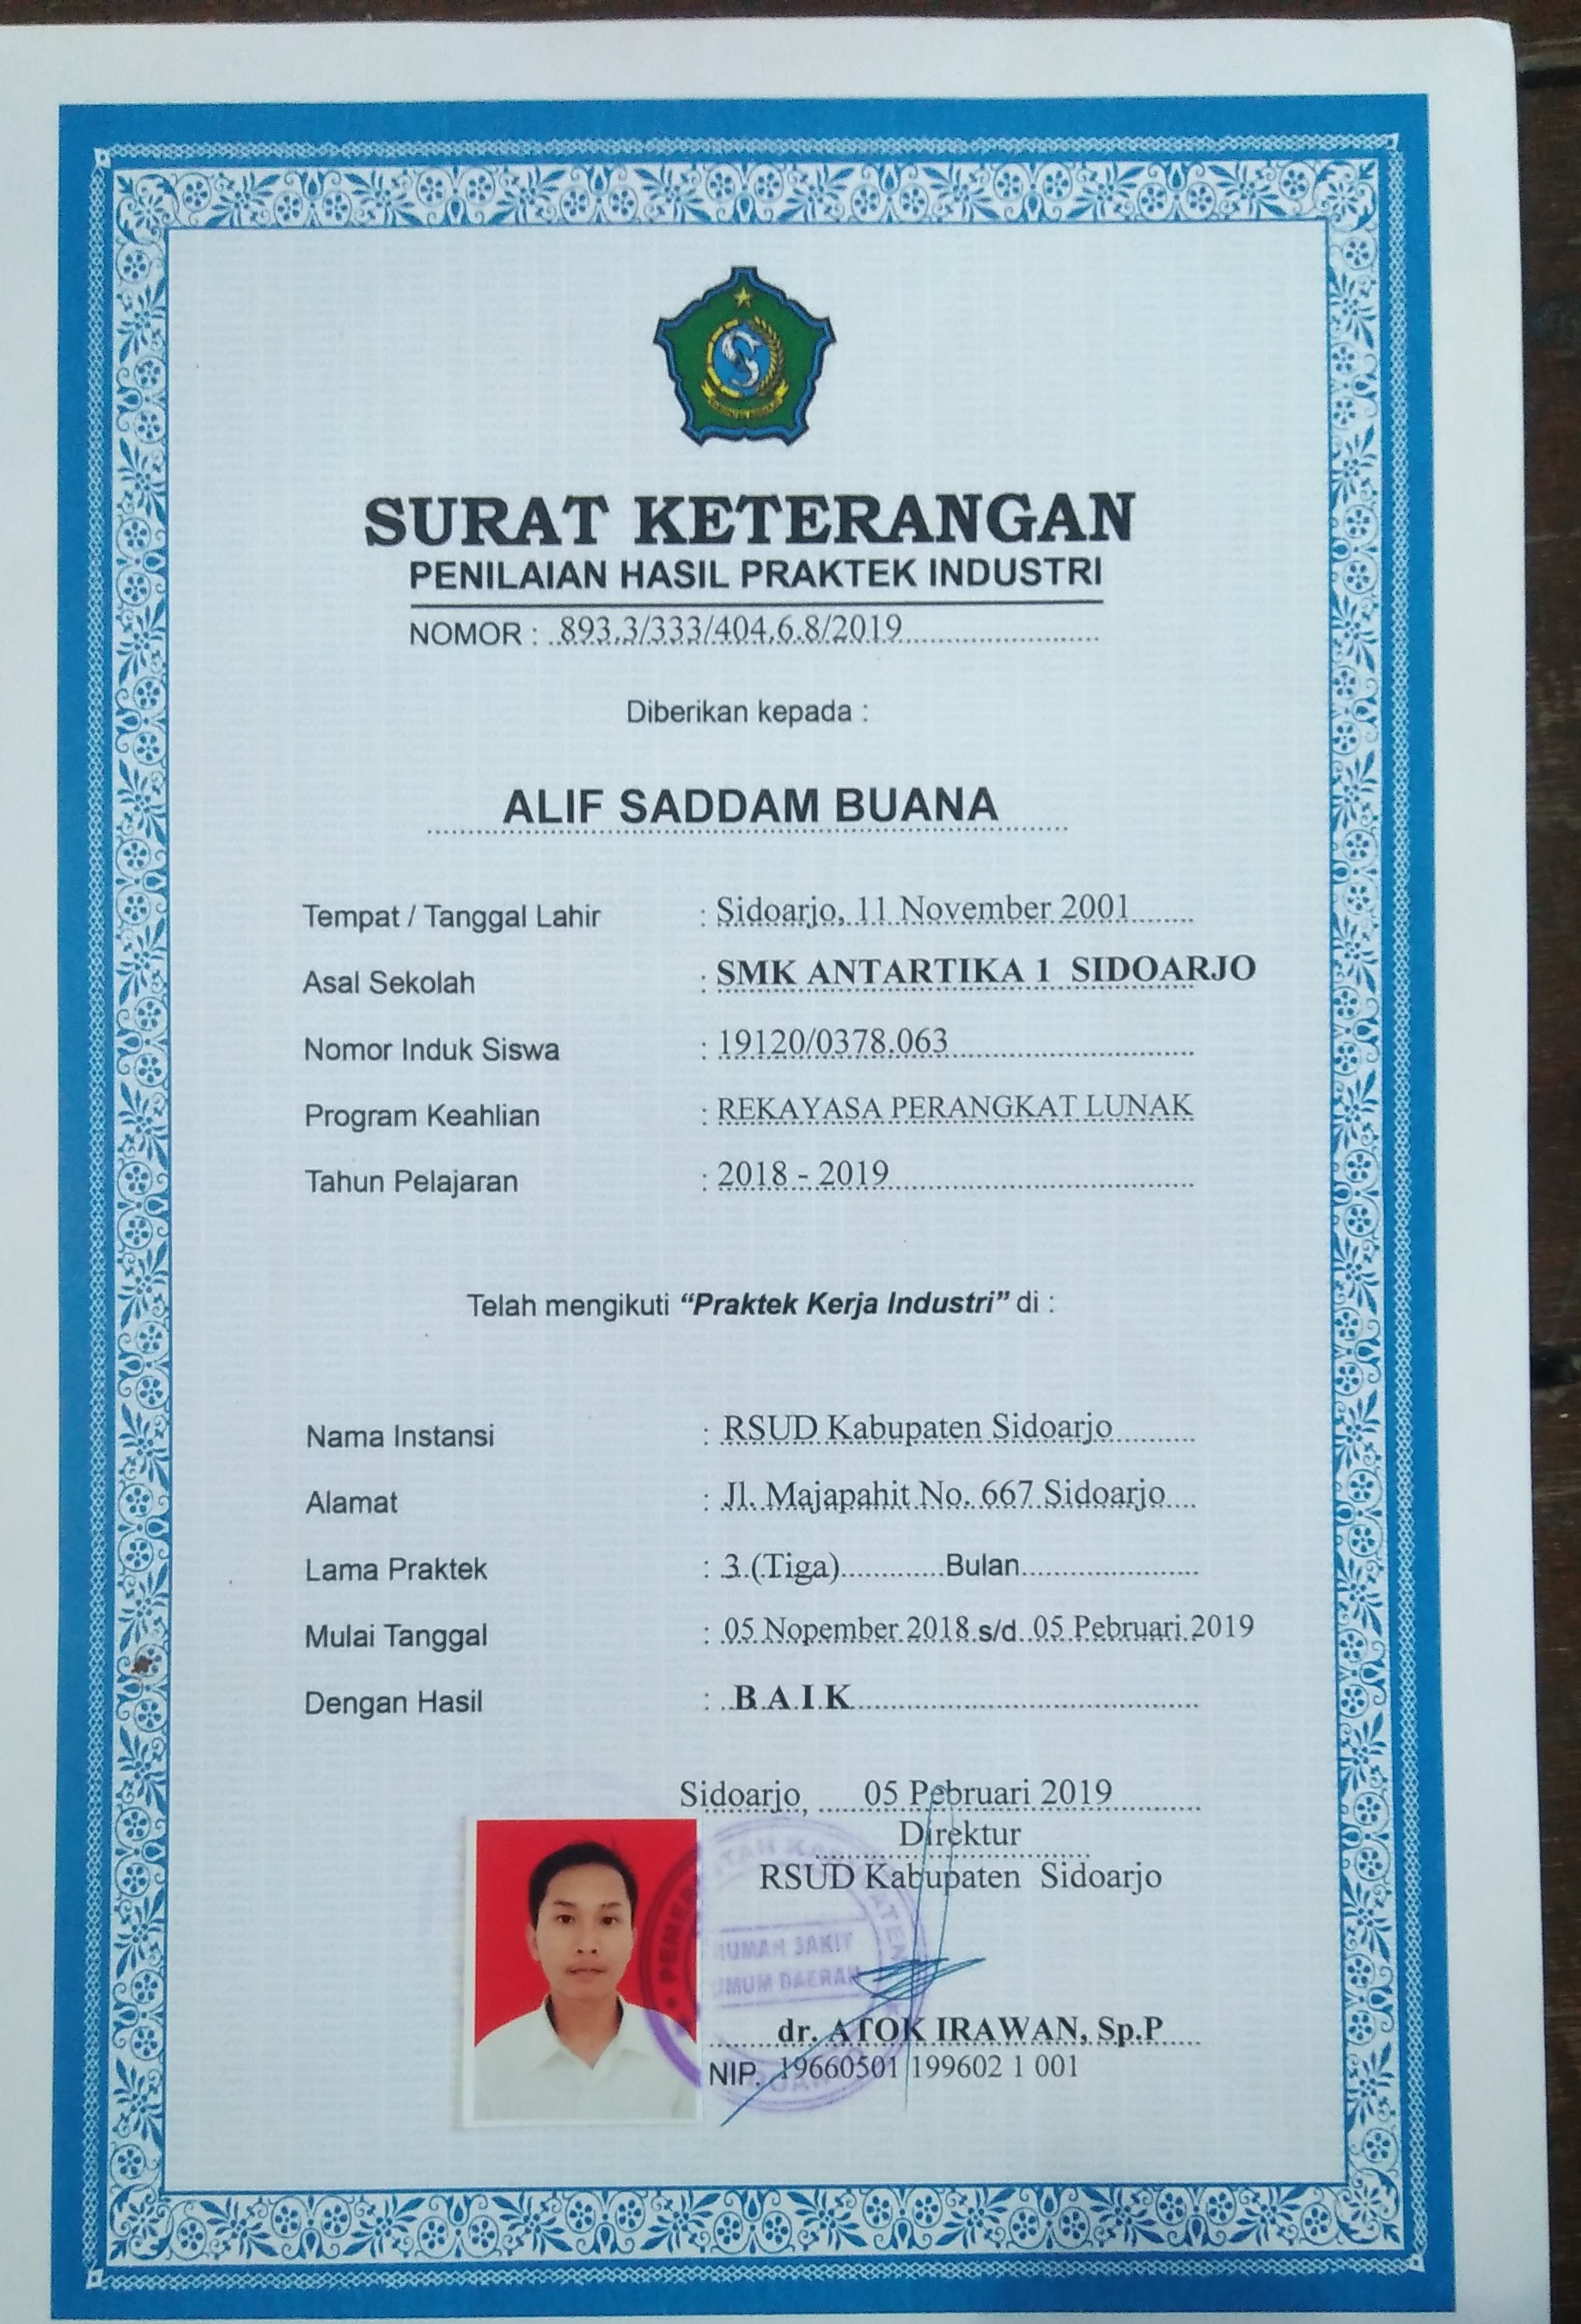 SURAT KETERANGAN
PENILAIAN HASIL PRAKTEK INDUSTRI
NOMOR : 893.3/333/404.6.8/2019
Diberikan kepada :
ALIF SADDAM BUANA
Tempat / Tanggal Lahir : Sidoarjo, 11 November 2001
Asal Sekolah : SMK ANTARTIKA 1 SIDOARJO
Nomor Induk Siswa : 19120/0378.063
Program Keahlian : REKAYASA PERANGKAT LUNAK
Tahun Pelajaran : 2018 - 2019
Telah mengikuti “Praktek Kerja Industri” di :
Nama Instansi : RSUD Kabupaten Sidoarjo
Alamat : Jl. Majapahit No. 667 Sidoarjo
Lama Praktek : 3 (Tiga) Bulan
Mulai Tanggal : 05 Nopember 2018 s/d 05 Pebruari 2019
Dengan Hasil : B A I K
Sidoarjo, 05 Pebruari 2019
Direktur
RSUD Kabupaten Sidoarjo
RUMAH SAKIT
UMUM DAERAH
dr. ATOK IRAWAN, Sp.P
NIP. 19660501 199602 1 001